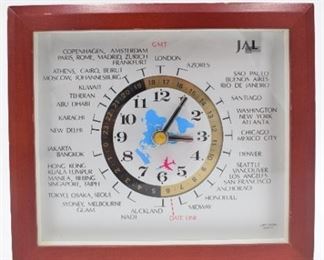 GMT
JAL
COPENHAGEN, AMSTERDAM
PARIS, ROME, MADRID, ZURICH
FRANKFURT
LONDON
AZORES
ATHENS, CAIRO, BEIRUT
MOSCOW, JOHANNESBURG
SAO PAULO
BUENOS AIRES
RIO DE JANEIRO
KUWAIT
TEHERAN
ABU DHABI
SANTIAGO
KARACHI
WASHINGTON
NEW YORK
ATLANTA
NEW DELHI
CHICAGO
MEXICO CITY
JAKARTA
BANGKOK
DENVER
HONG KONG
KUALA LUMPUR
MANILA, BEIJING
SINGAPORE, TAIPEI
SEATTLE
VANCOUVER
LOS ANGELES
SAN FRANCISCO
ANCHORAGE
TOKYO, OSAKA, SEOUL
HONOLULU
SYDNEY, MELBOURNE
GUAM
MIDWAY
AUCKLAND
NADI
DATE LINE
12
1
2
3
4
5
6
7
8
9
10
11